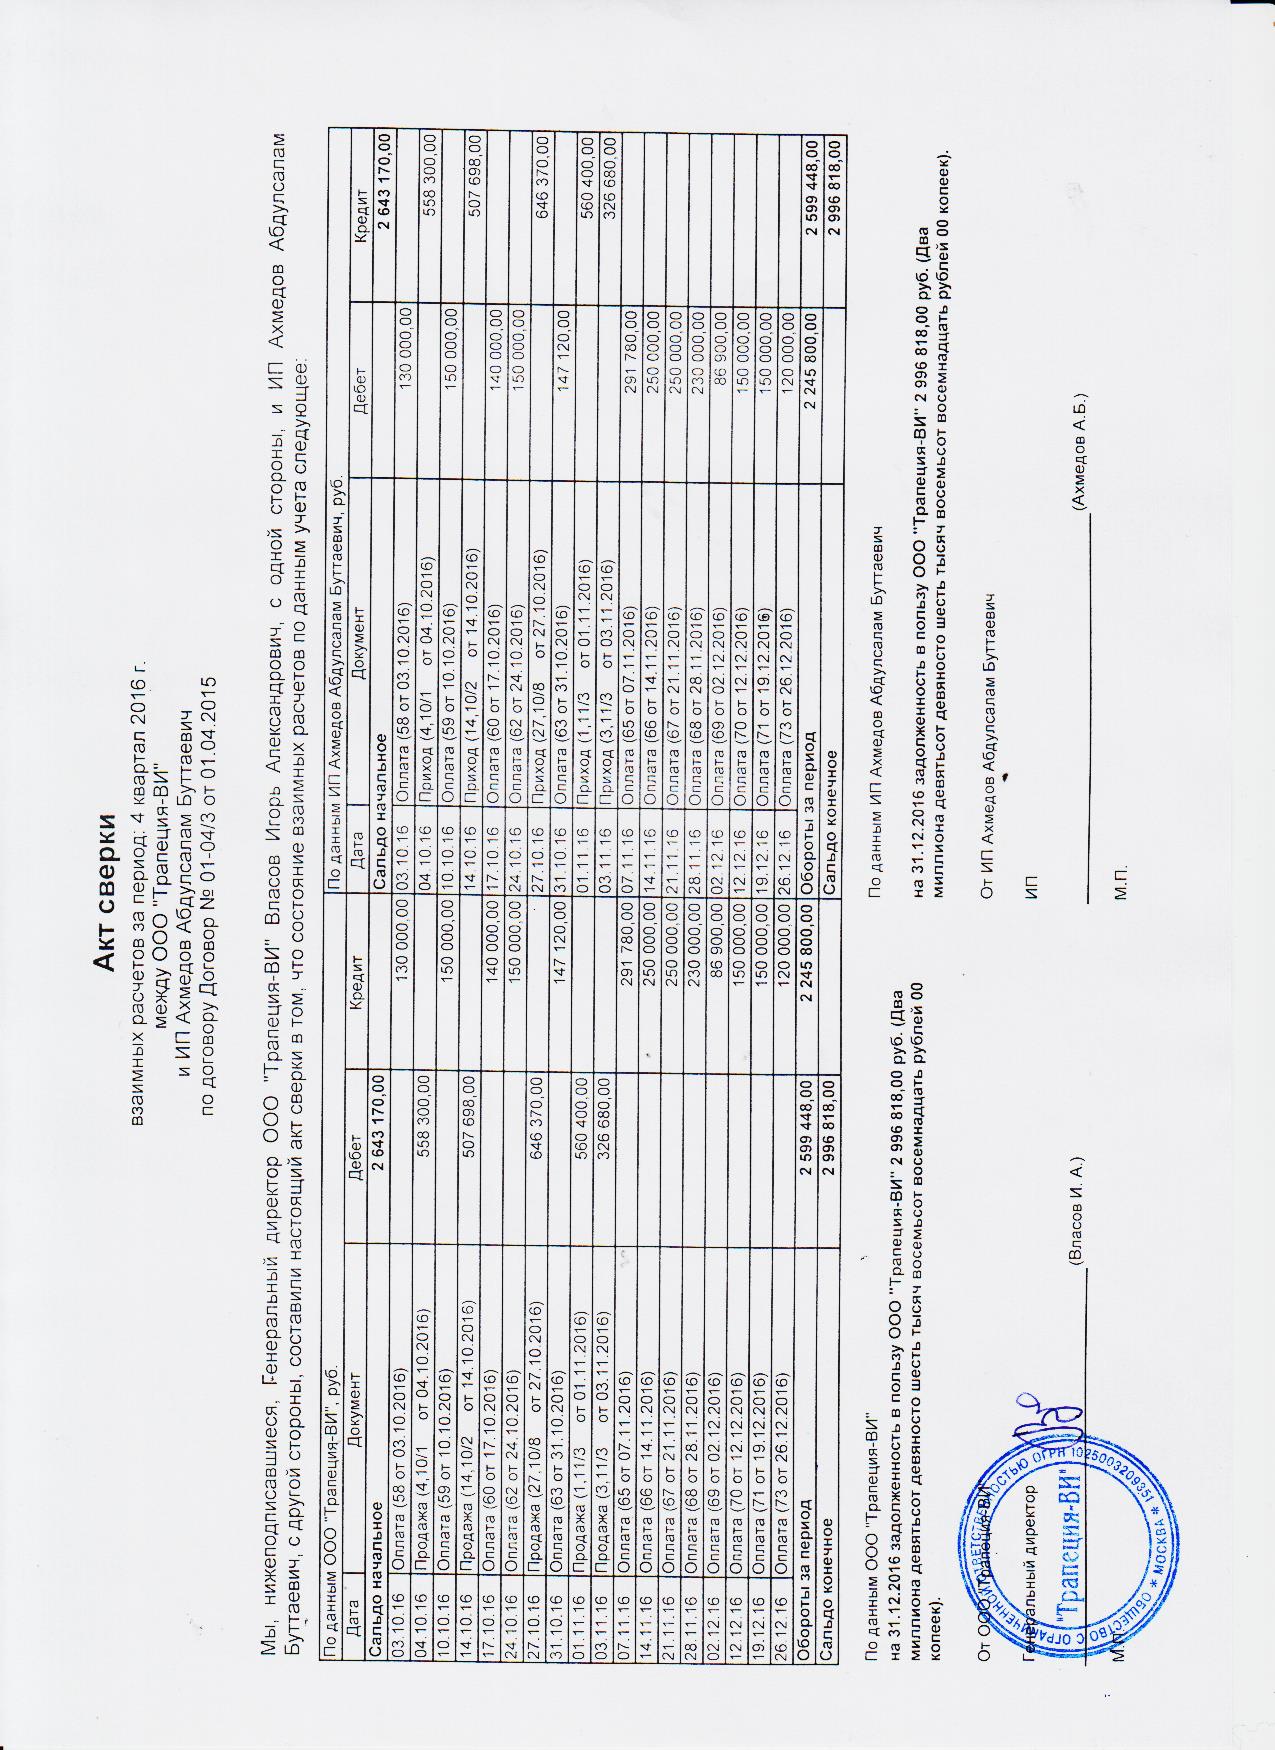 Акт сверки
взаимных расчетов за период: 4 квартал 2016 г.
между ООО "Трапеция-ВИ"
и ИП Ахмедов Абдулсалам Буттаевич
по договору Договор № 01-04/3 от 01.04.2015
Мы, нижеподписавшиеся, Генеральный директор ООО "Трапеция-ВИ" Власов Игорь Александрович, с одной стороны, и ИП Ахмедов Абдулсалам
Буттаевич, с другой стороны, составили настоящий акт сверки в том, что состояние взаимных расчетов по данным учета следующее:
По данным ООО "Трапеция-ВИ", руб. По данным ИП Ахмедов Абдулсалам Буттаевич, руб.
Дата Документ Дебет Кредит Дата Документ Дебет Кредит
Сальдо начальное 2 643 170,00 Сальдо начальное 2 643 170,00
03.10.16 Оплата (58 от 03.10.2016) 130 000,00 03.10.16 Оплата (58 от 03.10.2016) 130 000,00
04.10.16 Продажа (4,10/1 от 04.10.2016) 558 300,00 04.10.16 Приход (4,10/1 от 04.10.2016) 558 300,00
10.10.16 Оплата (59 от 10.10.2016) 150 000,00 10.10.16 Оплата (59 от 10.10.2016) 150 000,00
14.10.16 Продажа (14,10/2 от 14.10.2016) 507 698,00 14.10.16 Приход (14,10/2 от 14.10.2016) 507 698,00
17.10.16 Оплата (60 от 17.10.2016) 140 000,00 17.10.16 Оплата (60 от 17.10.2016) 140 000,00
24.10.16 Оплата (62 от 24.10.2016) 150 000,00 24.10.16 Оплата (62 от 24.10.2016) 150 000,00
27.10.16 Продажа (27,10/8 от 27.10.2016) 646 370,00 27.10.16 Приход (27,10/8 от 27.10.2016) 646 370,00
31.10.16 Оплата (63 от 31.10.2016) 147 120,00 31.10.16 Оплата (63 от 31.10.2016) 147 120,00
01.11.16 Продажа (1,11/3 от 01.11.2016) 560 400,00 01.11.16 Приход (1,11/3 от 01.11.2016) 560 400,00
03.11.16 Продажа (3,11/3 от 03.11.2016) 326 680,00 03.11.16 Приход (3,11/3 от 03.11.2016) 326 680,00
07.11.16 Оплата (65 от 07.11.2016) 291 780,00 07.11.16 Оплата (65 от 07.11.2016) 291 780,00
14.11.16 Оплата (66 от 14.11.2016) 250 000,00 14.11.16 Оплата (66 от 14.11.2016) 250 000,00
21.11.16 Оплата (67 от 21.11.2016) 250 000,00 21.11.16 Оплата (67 от 21.11.2016) 250 000,00
28.11.16 Оплата (68 от 28.11.2016) 230 000,00 28.11.16 Оплата (68 от 28.11.2016) 230 000,00
02.12.16 Оплата (69 от 02.12.2016) 86 900,00 02.12.16 Оплата (69 от 02.12.2016) 86 900,00
12.12.16 Оплата (70 от 12.12.2016) 150 000,00 12.12.16 Оплата (70 от 12.12.2016) 150 000,00
19.12.16 Оплата (71 от 19.12.2016) 150 000,00 19.12.16 Оплата (71 от 19.12.2016) 150 000,00
26.12.16 Оплата (73 от 26.12.2016) 120 000,00 26.12.16 Оплата (73 от 26.12.2016) 120 000,00
Обороты за период 2 599 448,00 2 245 800,00 Обороты за период 2 245 800,00 2 599 448,00
Сальдо конечное 2 996 818,00 Сальдо конечное 2 996 818,00
По данным ООО "Трапеция-ВИ"
на 31.12.2016 задолженность в пользу ООО "Трапеция-ВИ" 2 996 818,00 руб. (Два
миллиона девятьсот девяносто шесть тысяч восемьсот восемнадцать рублей 00
копеек).
От ООО "Трапеция-ВИ"
Генеральный директор
(Власов И. А.)
М.П.
По данным ИП Ахмедов Абдулсалам Буттаевич
на 31.12.2016 задолженность в пользу ООО "Трапеция-ВИ" 2 996 818,00 руб. (Два
миллиона девятьсот девяносто шесть тысяч восемьсот восемнадцать рублей 00 копеек).
От ИП Ахмедов Абдулсалам Буттаевич
ИП
(Ахмедов А.Б.)
М.П.
ОБЩЕСТВО С ОГРАНИЧЕННОЙ ОТВЕТСТВЕННОСТЬЮ ОГРН 1025003209351 * МОСКВА *
"Трапеция-ВИ"